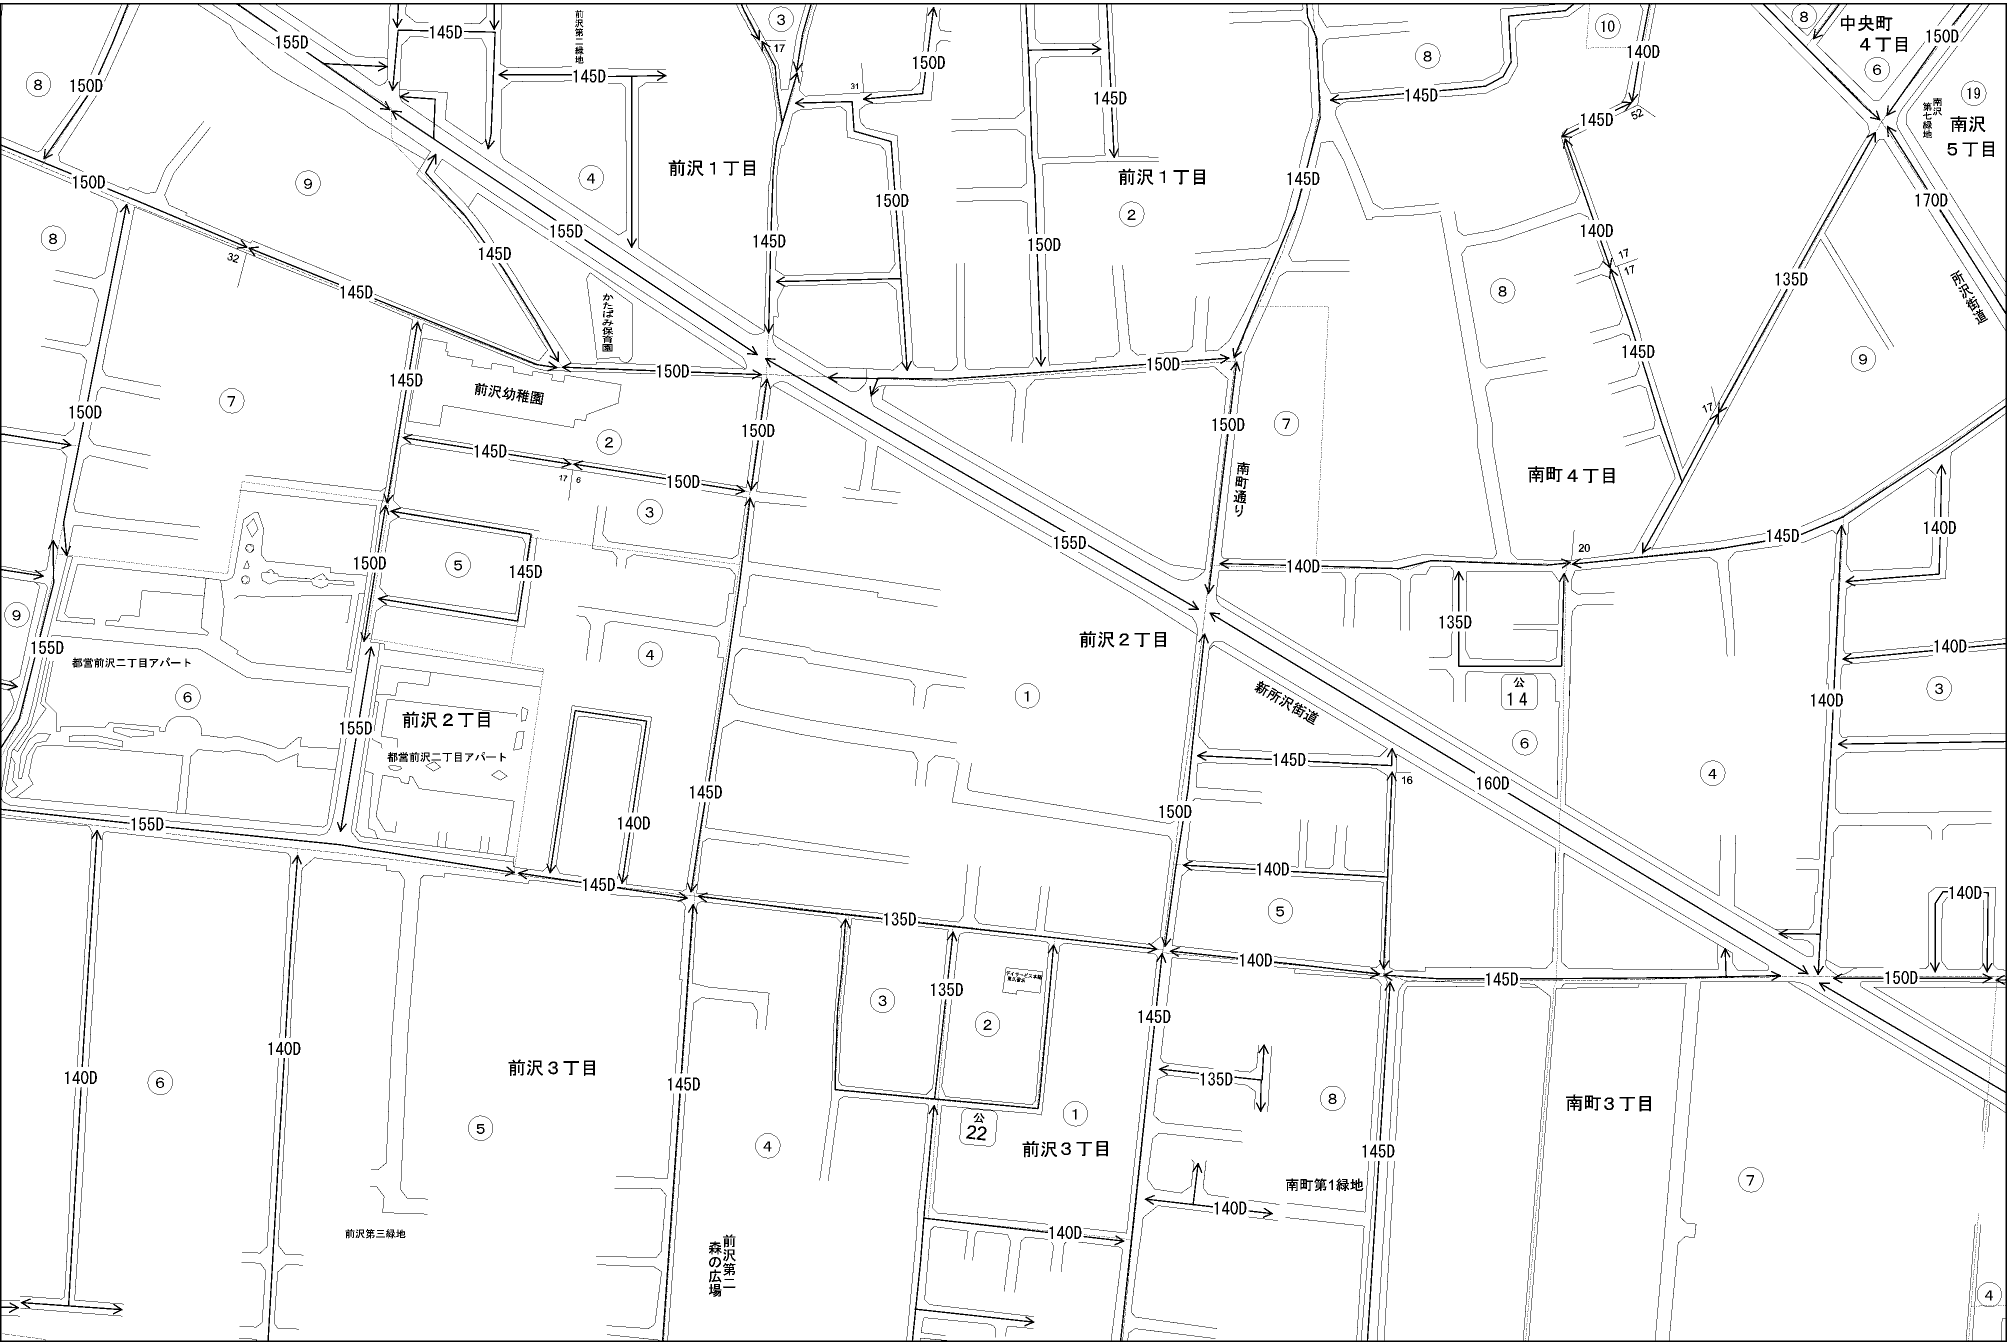 155D
145D
前沢第二緑地
③
17
10
⑧
140D
⑧
中央町
4丁目
150D
⑥
⑧
150D
145D
31
150D
145D
⑧
145D
52
145D
19
南沢
第七緑地
南沢
5丁目
150D
⑨
④
前沢1丁目
150D
前沢1丁目
②
145D
140D
170D
⑧
155D
145D
145D
150D
17
17
32
145D
かたばみ保育園
⑧
135D
所沢街道
145D
⑨
150D
150D
150D
145D
前沢幼稚園
⑦
150D
②
150D
150D
⑦
17
145D
17
6
150D
南町通り
南町4丁目
③
155D
20
145D
140D
150D
⑤
145D
140D
⑨
135D
155D
都営前沢二丁目アパート
④
前沢2丁目
140D
⑥
①
新所沢街道
公
14
③
140D
前沢2丁目
155D
都営前沢二丁目アパート
145D
⑥
④
16
160D
145D
150D
155D
140D
145D
140D
⑤
140D
135D
140D
145D
150D
③
135D
②
145D
140D
140D
⑥
前沢3丁目
145D
135D
⑧
南町3丁目
⑤
④
公
22
①
前沢3丁目
145D
南町第1緑地
⑦
前沢第三緑地
140D
140D
前沢第二
森の広場
④